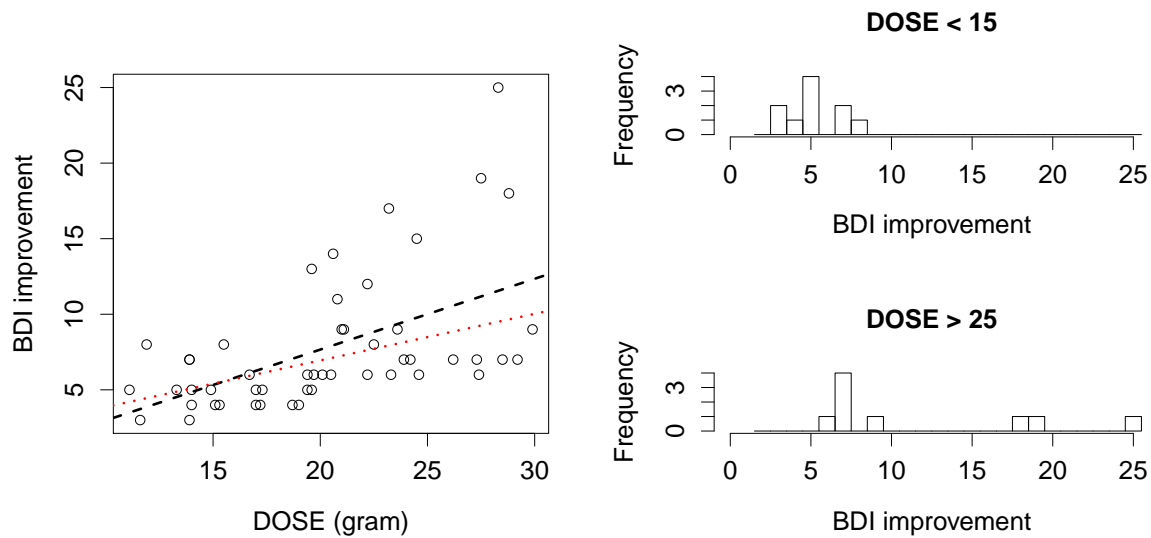 BDI improvement
25
20
15
10
5
15 20 25 30
DOSE (gram)
DOSE < 15
Frequency
3
0
0 5 10 15 20 25
BDI improvement
DOSE > 25
Frequency
3
0
0 5 10 15 20 25
BDI improvement